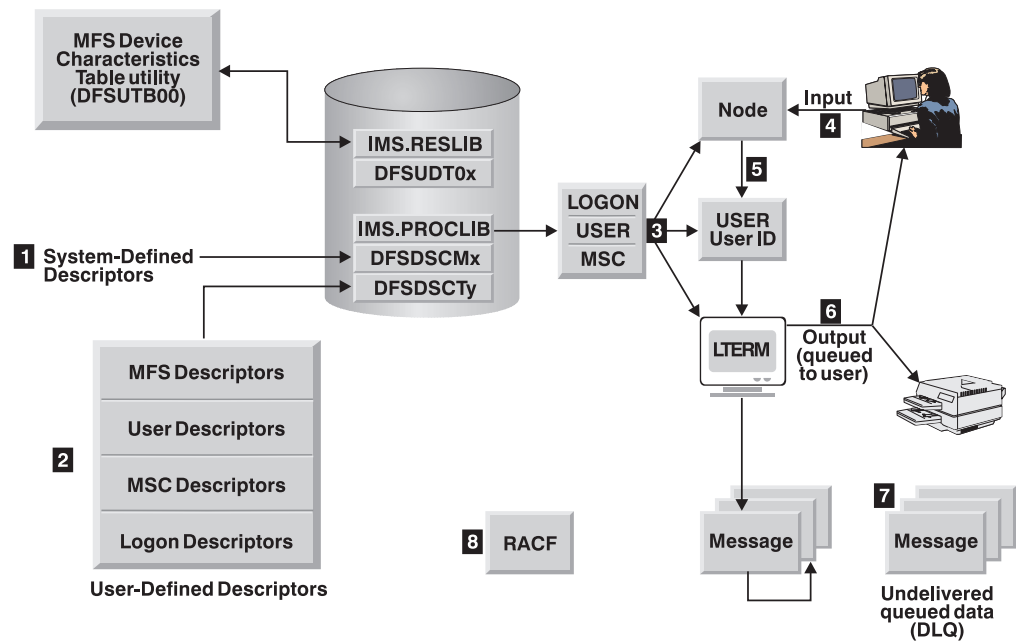 MFS Device
Characteristics
Table utility
(DFSUTB00)
IMS.RESLIB
DFSUDT0x
IMS.PROCLIB
DFSDSCMx
DFSDSCTy
1 System-Defined
Descriptors
2
MFS Descriptors
User Descriptors
MSC Descriptors
Logon Descriptors
User-Defined Descriptors
LOGON
USER
MSC
3
Node
Input
4
5
USER
User ID
LTERM
6
Output
(queued
to user)
8 RACF
Message
7
Message
Undelivered
queued data
(DLQ)